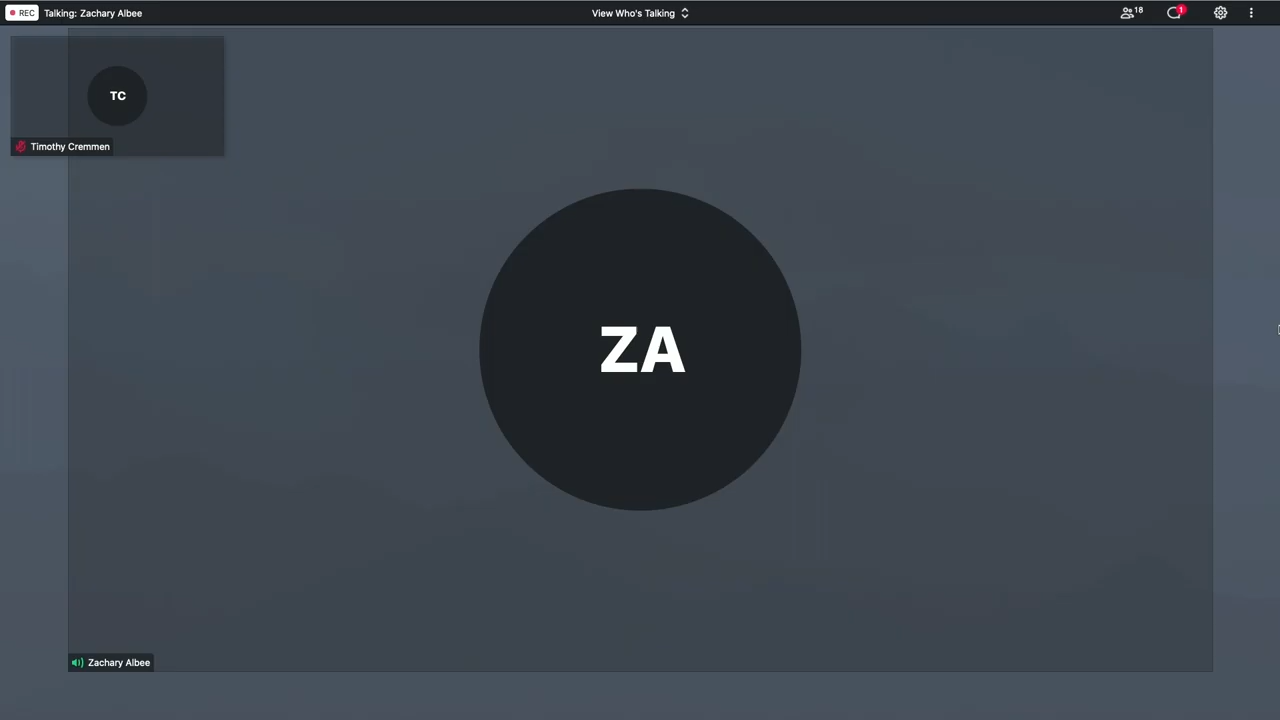 REC Talking: Zachary Albee View Who's Talking 18 1
TC
Timothy Cremmen
ZA
Zachary Albee